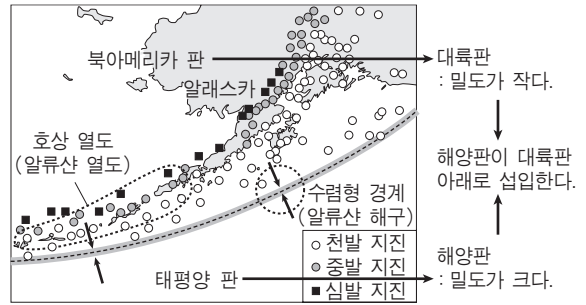 북아메리카 판
대륙판
: 밀도가 작다.
알래스카
호상 열도
(알류샨 열도)
해양판이 대륙판
아래로 섭입한다.
수렴형 경계
(알류샨 해구)
천발 지진
중발 지진
심발 지진
태평양 판
해양판
: 밀도가 크다.